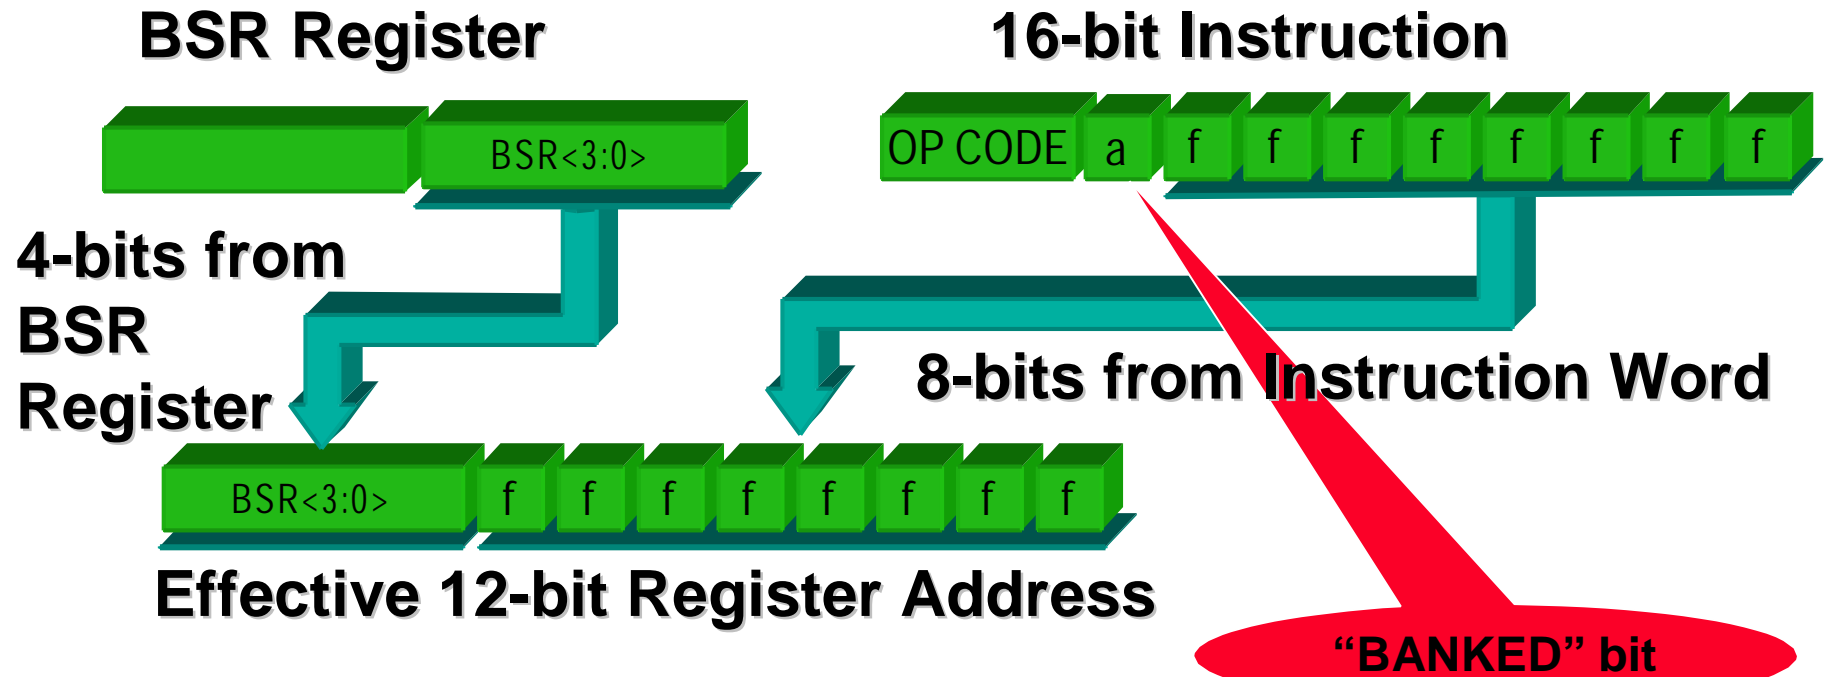 BSR Register
16-bit Instruction
BSR<3:0>
OP CODE a f f f f f f f f
4-bits from
BSR
Register
8-bits from Instruction Word
BSR<3:0> f f f f f f f f
Effective 12-bit Register Address
“BANKED” bit